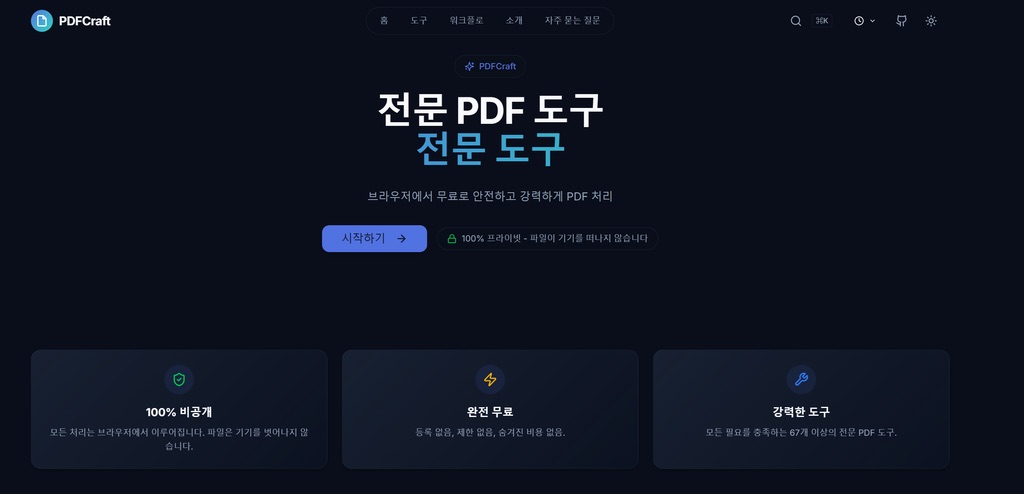 PDFCraft
홈
도구
워크플로
소개
자주 묻는 질문
⌘K
PDFCraft
전문 PDF 도구
전문 도구
브라우저에서 무료로 안전하고 강력하게 PDF 처리
시작하기 →
100% 프라이빗 - 파일이 기기를 떠나지 않습니다
100% 비공개
모든 처리는 브라우저에서 이루어집니다. 파일은 기기를 벗어나지 않
습니다.
완전 무료
등록 없음, 제한 없음, 숨겨진 비용 없음.
강력한 도구
모든 필요를 충족하는 67개 이상의 전문 PDF 도구.